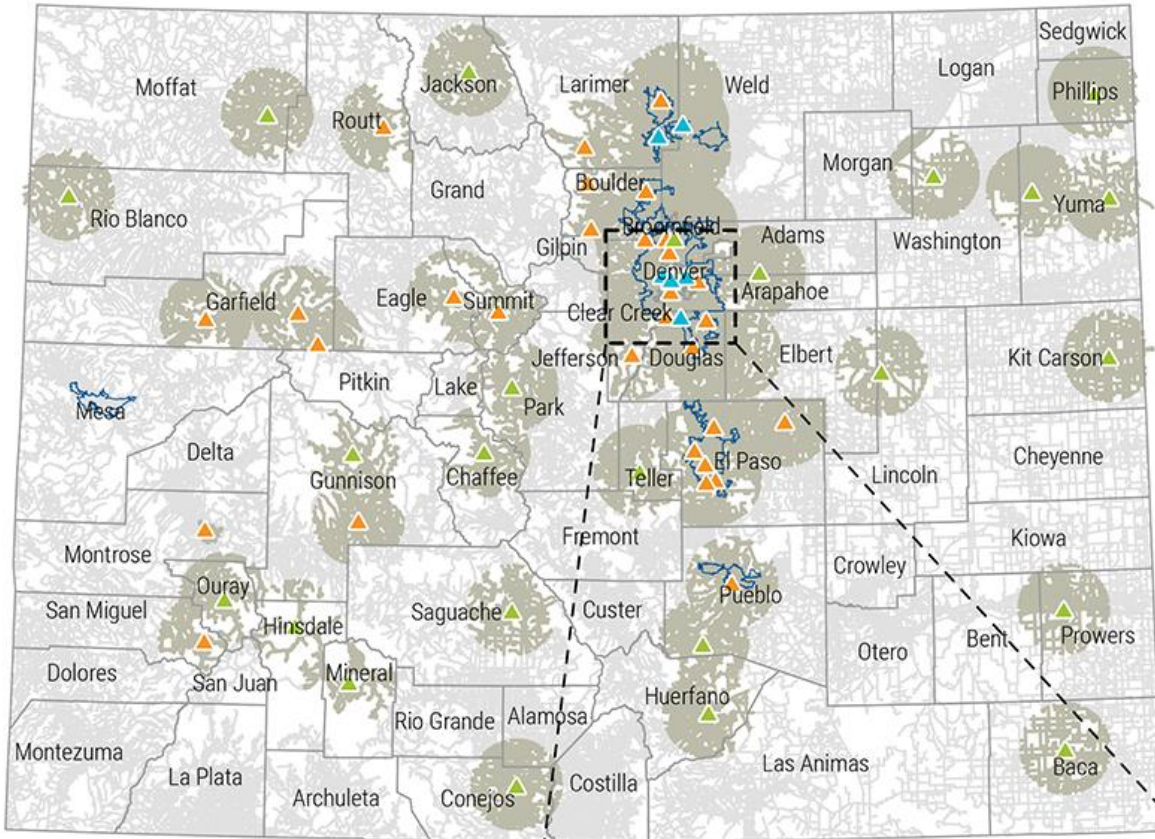 Sedgwick
Moffat
Jackson
Larimer
Weld
Logan
Phillips
Routt
Morgan
Boulder
Grand
Yuma
Rio Blanco
Broomfield
Gilpin
Adams
Washington
Denver
Garfield
Eagle
Summit
Arapahoe
Clear Creek
Jefferson
Douglas
Elbert
Kit Carson
Pitkin
Lake
Mesa
Park
Delta
Gunnison
Chaffee
Teller
El Paso
Lincoln
Cheyenne
Montrose
Fremont
Kiowa
Crowley
Ouray
Pueblo
San Miguel
Hinsdale
Saguache
Custer
Bent
Prowers
Otero
Dolores
San Juan
Mineral
Huerfano
Rio Grande
Alamosa
Montezuma
La Plata
Archuleta
Conejos
Costilla
Las Animas
Baca